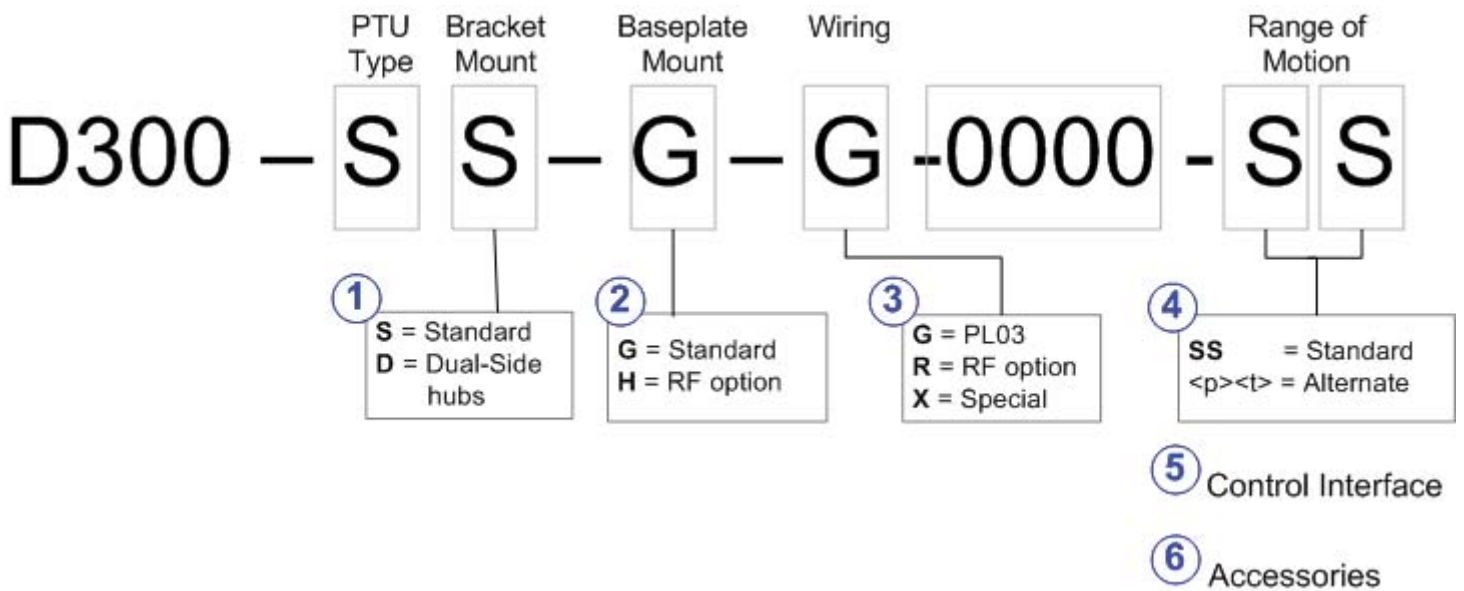 PTU Type
Bracket Mount
Baseplate Mount
Wiring
Range of Motion
D300 – S S – G – G -0000 - S S
1
S = Standard
D = Dual-Side
hubs
2
G = Standard
H = RF option
3
G = PL03
R = RF option
X = Special
4
SS = Standard
<p><t> = Alternate
5 Control Interface
6 Accessories